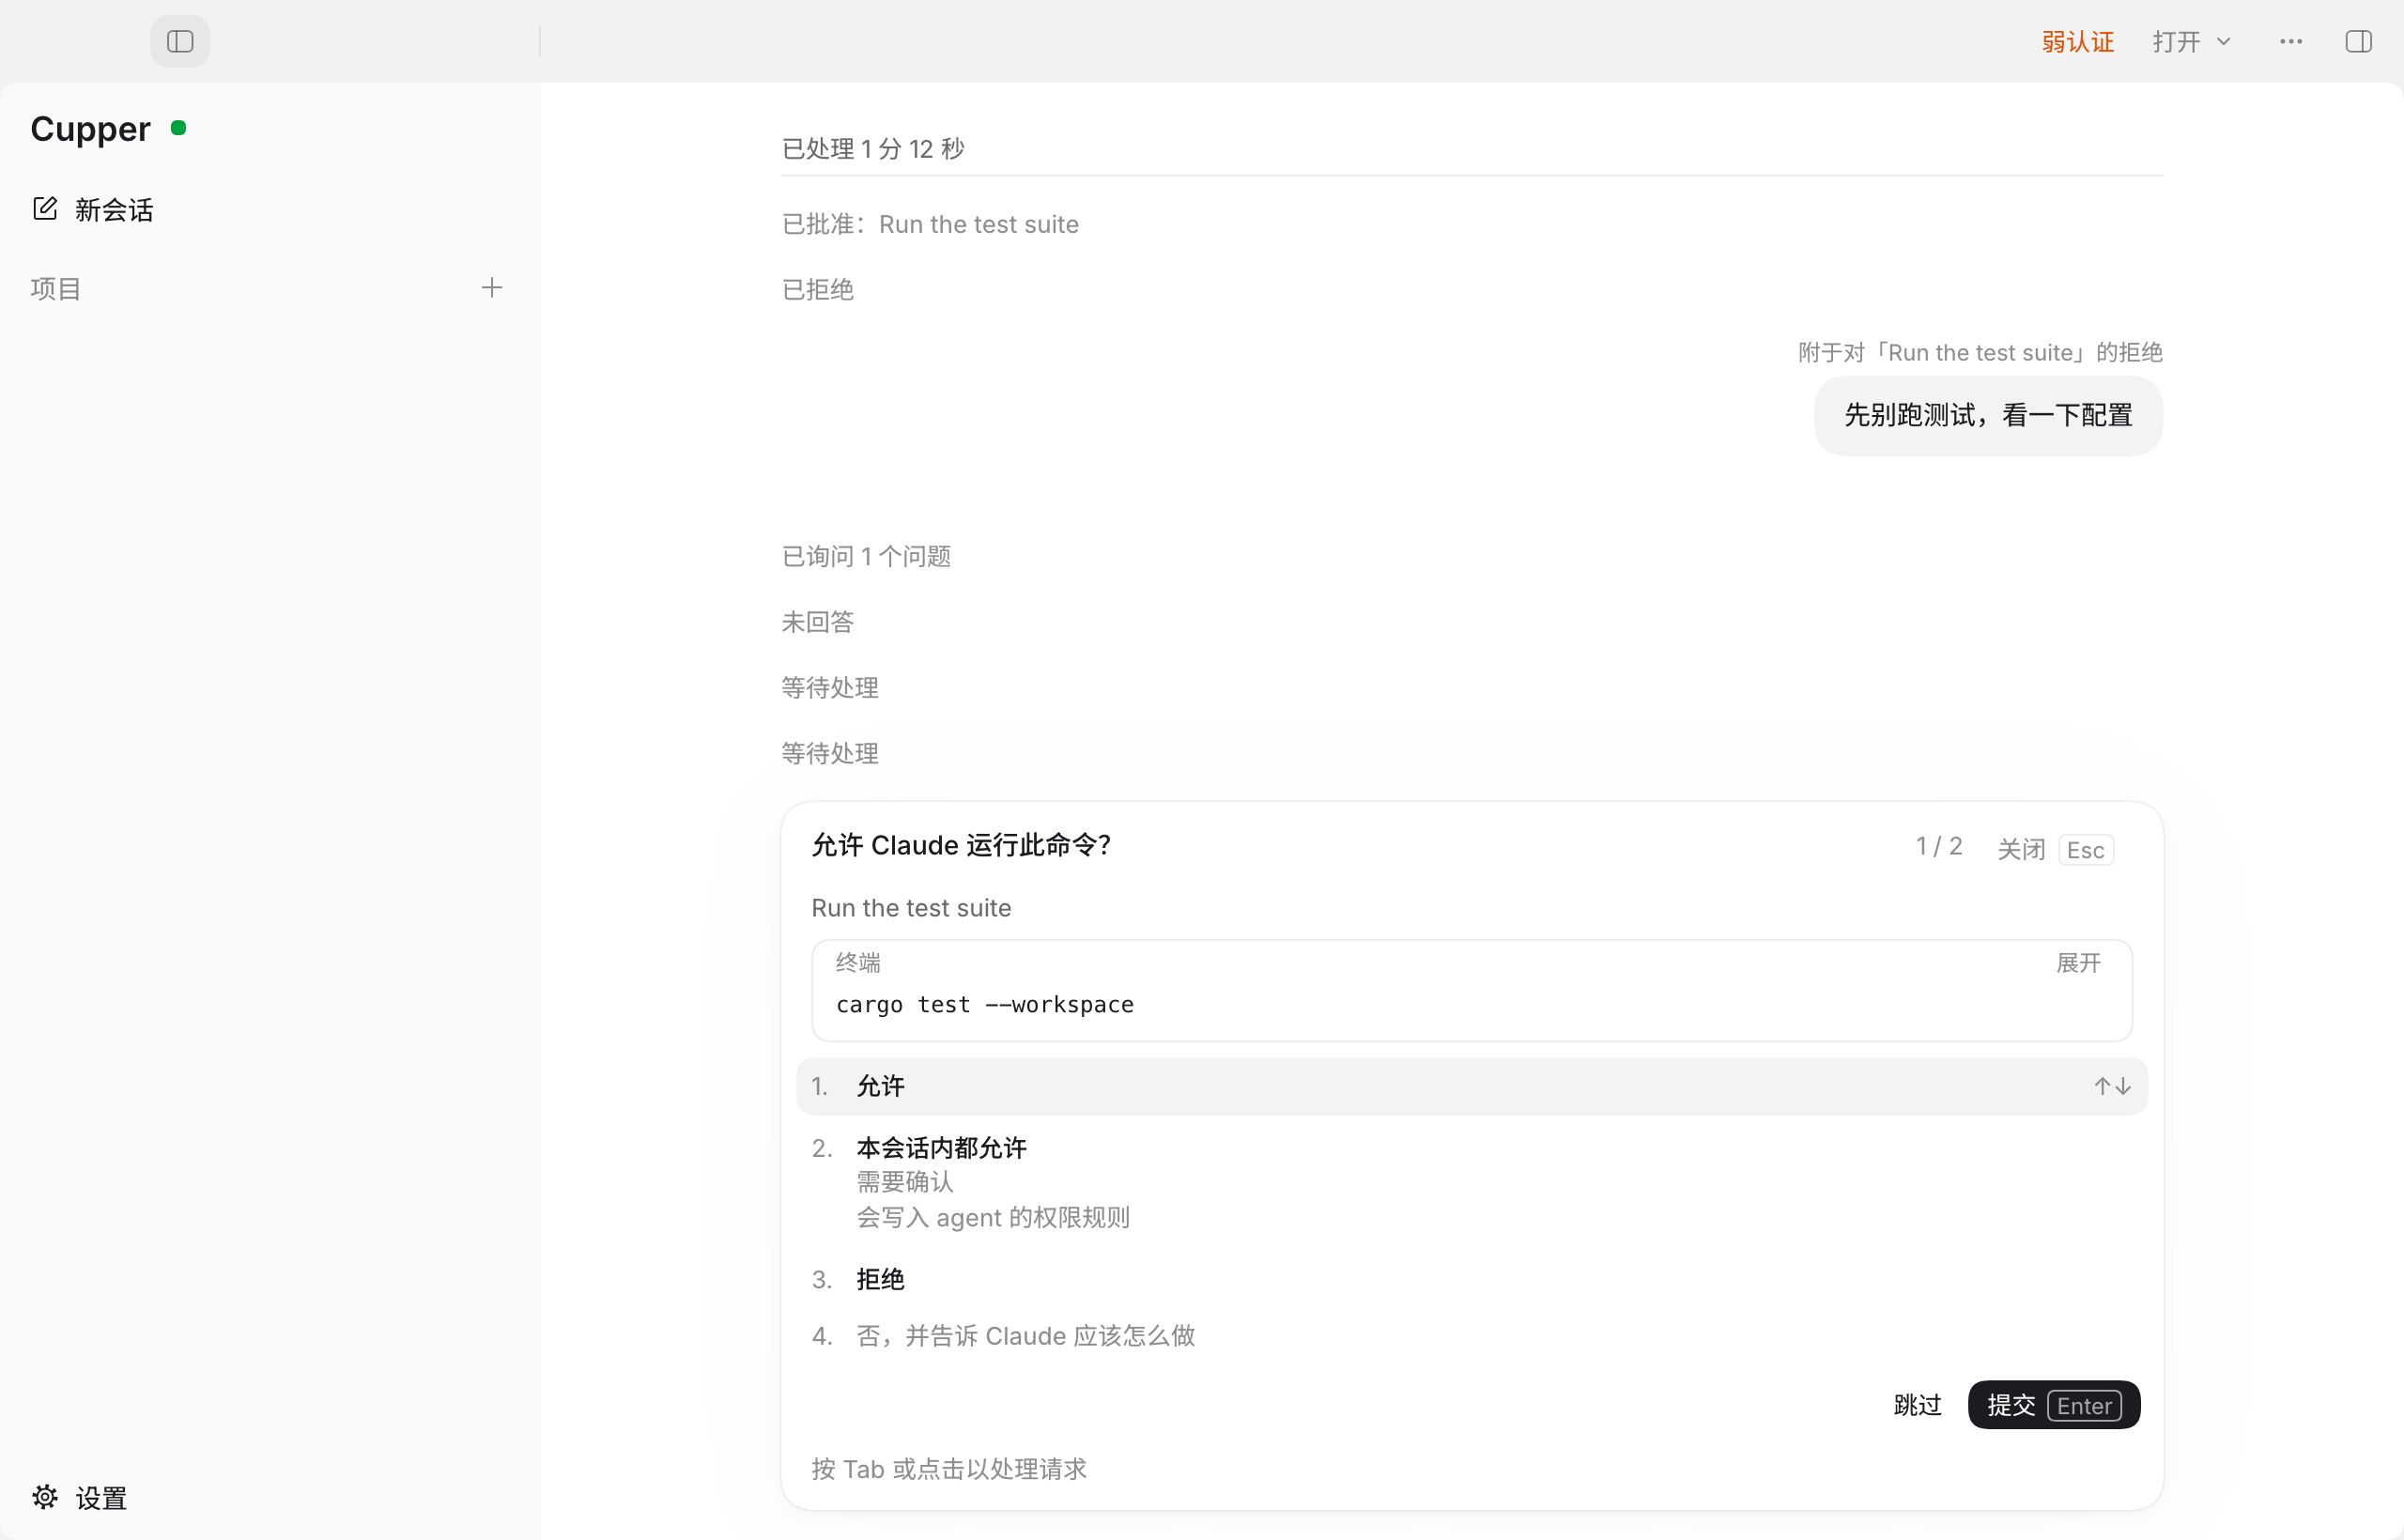 弱认证 打开
Cupper
新会话
项目
已处理 1 分 12 秒
已批准：Run the test suite
已拒绝
附于对「Run the test suite」的拒绝
先别跑测试，看一下配置
已询问 1 个问题
未回答
等待处理
等待处理
允许 Claude 运行此命令？ 1 / 2 关闭 Esc
Run the test suite
终端 展开
cargo test --workspace
1. 允许 ↑↓
2. 本会话内都允许
需要确认
会写入 agent 的权限规则
3. 拒绝
4. 否，并告诉 Claude 应该怎么做
跳过 提交 Enter
按 Tab 或点击以处理请求
设置